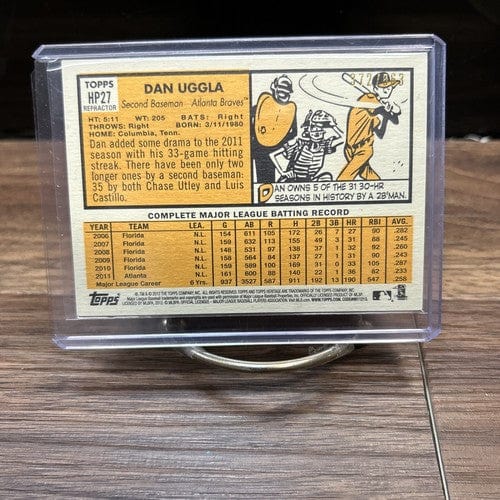 TOPPS
HP27
REFRACTOR
DAN UGGLA
Second Baseman Atlanta Braves™
HT: 5:11 WT: 205 BATS: Right
THROWS: Right BORN: 3/11/1980
HOME: Columbia, Tenn.
Dan added some drama to the 2011
season with his 33-game hitting
streak. There have been only two
longer ones by a second baseman:
35 by both Chase Utley and Luis
Castillo.
DAN OWNS 5 OF THE 31 30-HR
SEASONS IN HISTORY BY A 2B'MAN.
COMPLETE MAJOR LEAGUE BATTING RECORD
YEAR TEAM LEA. G AB R H 2B 3B HR RBI AVG.
2006 Florida N.L. 154 611 105 172 26 7 27 90 .282
2007 Florida N.L. 159 632 113 155 49 3 31 88 .245
2008 Florida N.L. 146 531 97 138 37 1 32 92 .260
2009 Florida N.L. 158 564 84 137 27 1 31 90 .243
2010 Florida N.L. 159 589 100 169 31 0 33 105 .287
2011 Atlanta N.L. 161 600 88 140 22 1 36 82 .233
Major League Career 6 Yrs. 937 3527 587 911 192 13 190 547 .258
Topps